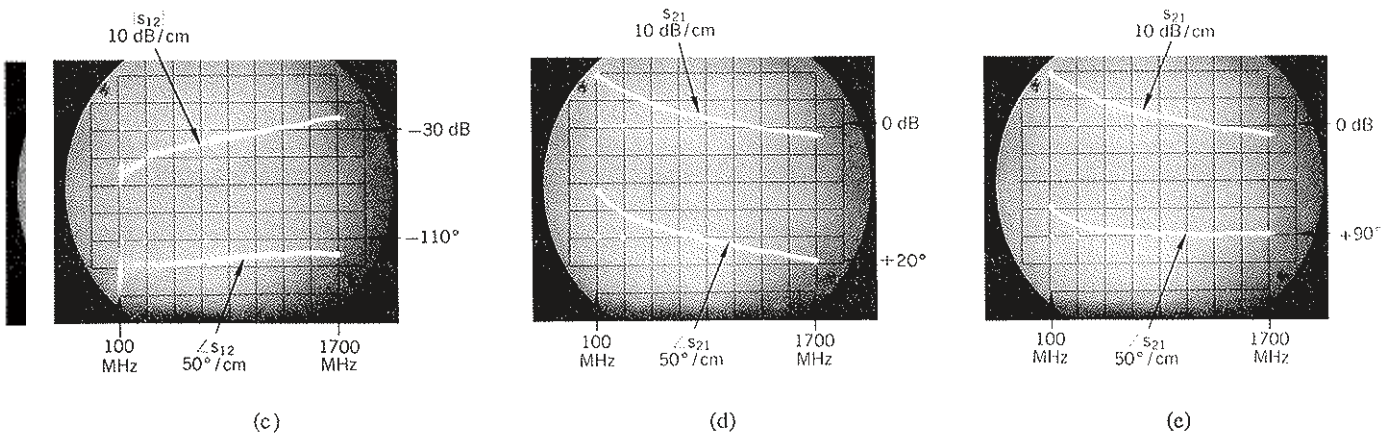 |s12|
10 dB/cm
−30 dB
−110°
100
MHz
∠s12
50°/cm
1700
MHz
(c)
s21
10 dB/cm
0 dB
+20°
100
MHz
∠s21
50°/cm
1700
MHz
(d)
s21
10 dB/cm
0 dB
+90°
100
MHz
∠s21
50°/cm
1700
MHz
(e)